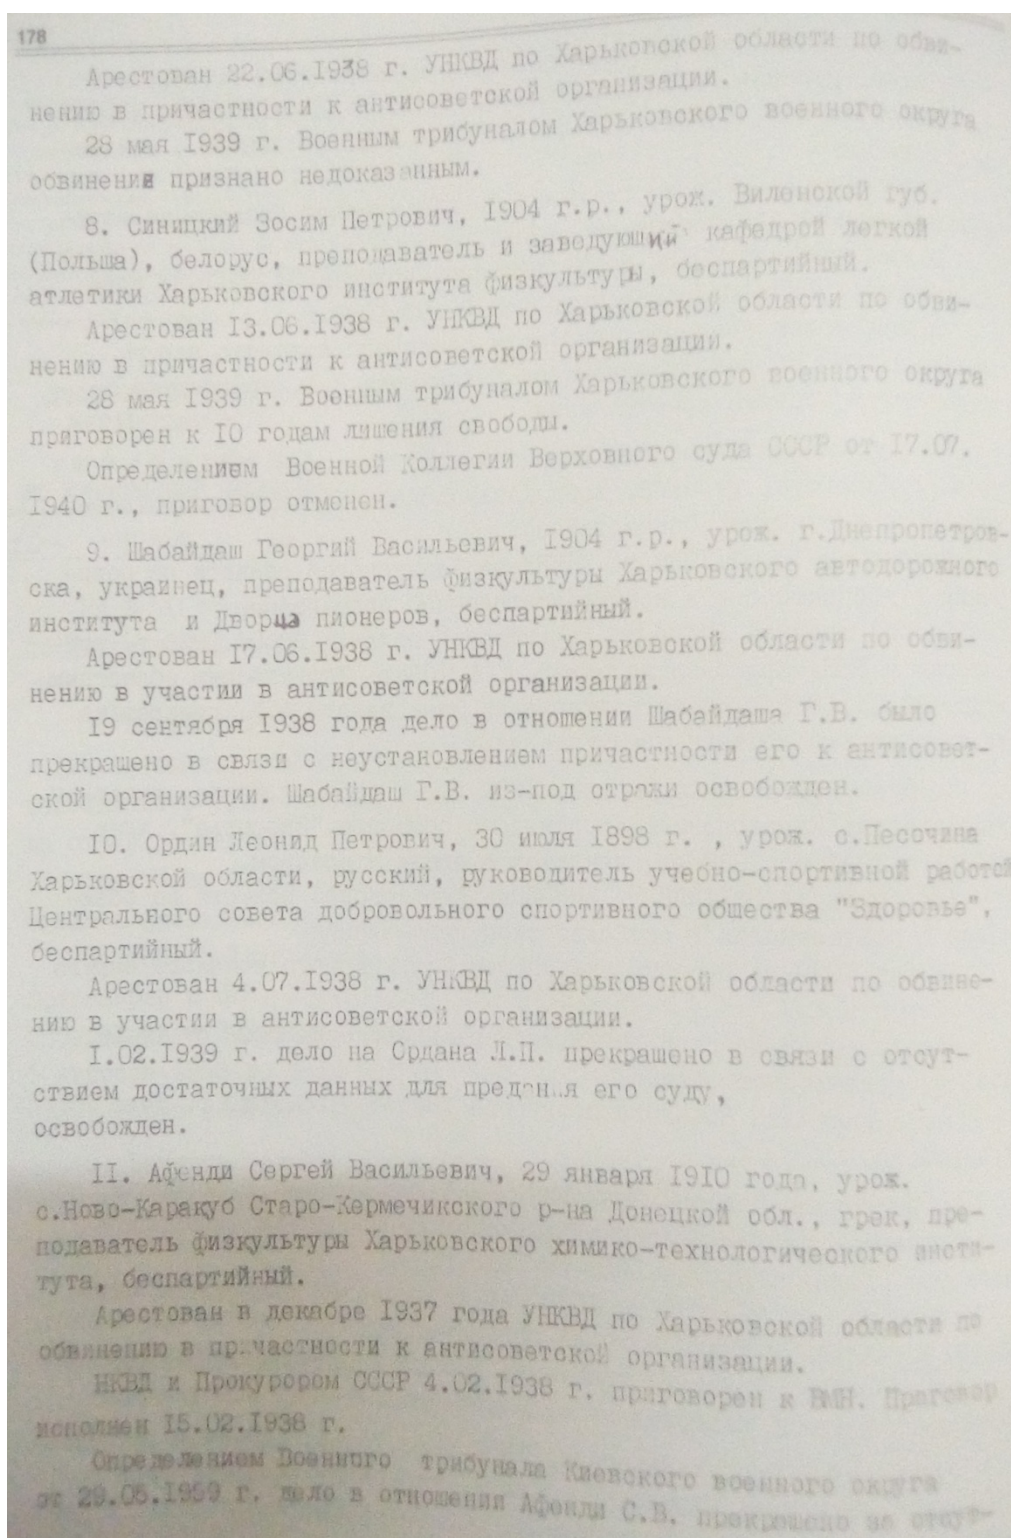 178
Арестован 22.06.1938 г. УНКВД по Харьковской области по обви-
нению в причастности к антисоветской организации.
28 мая 1939 г. Военным трибуналом Харьковского военного округа
обвинение признано недоказанным.
8. Синицкий Зосим Петрович, 1904 г.р., урож. Виленской губ.
(Польша), белорус, преподаватель и заведующий кафедрой легкой
атлетики Харьковского института физкультуры, беспартийный.
Арестован 13.06.1938 г. УНКВД по Харьковской области по обви-
нению в причастности к антисоветской организации.
28 мая 1939 г. Военным трибуналом Харьковского военного округа
приговорен к 10 годам лишения свободы.
Определением Военной Коллегии Верховного суда СССР от 17.07.
1940 г., приговор отменен.
9. Шабайдаш Георгий Васильевич, 1904 г.р., урож. г.Днепропетров-
ска, украинец, преподаватель физкультуры Харьковского автодорожного
института и Дворца пионеров, беспартийный.
Арестован 17.06.1938 г. УНКВД по Харьковской области по обви-
нению в участии в антисоветской организации.
19 сентября 1938 года дело в отношении Шабайдаша Г.В. было
прекращено в связи с неустановлением причастности его к антисовет-
ской организации. Шабайдаш Г.В. из-под стражи освобожден.
10. Ордин Леонид Петрович, 30 июля 1898 г. , урож. с.Песочина
Харьковской области, русский, руководитель учебно-спортивной работой
Центрального совета добровольного спортивного общества "Здоровье",
беспартийный.
Арестован 4.07.1938 г. УНКВД по Харьковской области по обвине-
нию в участии в антисоветской организации.
1.02.1939 г. дело на Ордана Л.П. прекращено в связи с отсут-
ствием достаточных данных для предания его суду,
освобожден.
11. Афенди Сергей Васильевич, 29 января 1910 года, урож.
с.Ново-Каракуб Старо-Кермечикского р-на Донецкой обл., грек, пре-
подаватель физкультуры Харьковского химико-технологического инсти-
тута, беспартийный.
Арестован в декабре 1937 года УНКВД по Харьковской области по
обвинению в причастности к антисоветской организации.
НКВД и Прокурором СССР 4.02.1938 г. приговорен к ВМН. Приговор
исполнен 15.02.1938 г.
Определением Военного трибунала Киевского военного округа
от 29.05.1959 г. дело в отношении Афенди С.В. прекращено за отсут-